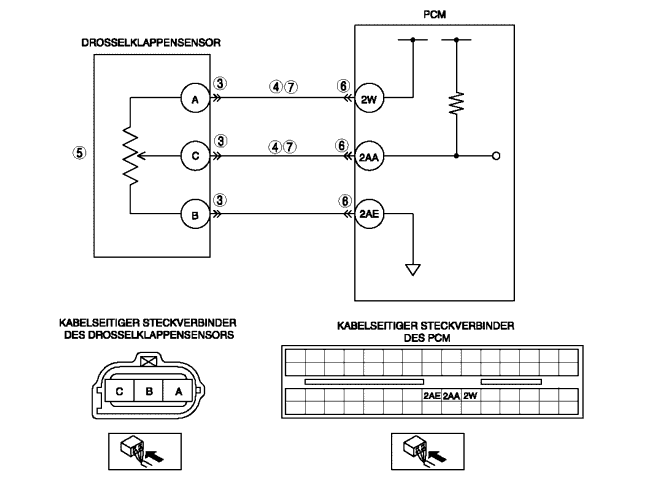 PCM
DROSSELKLAPPENSENSOR
A ③ ④⑦ ⑥ 2W
⑤ C ③ ④⑦ ⑥ 2AA
B ③ ⑥ 2AE
KABELSEITIGER STECKVERBINDER
DES DROSSELKLAPPENSENSORS
KABELSEITIGER STECKVERBINDER
DES PCM
C B A
2AE 2AA 2W